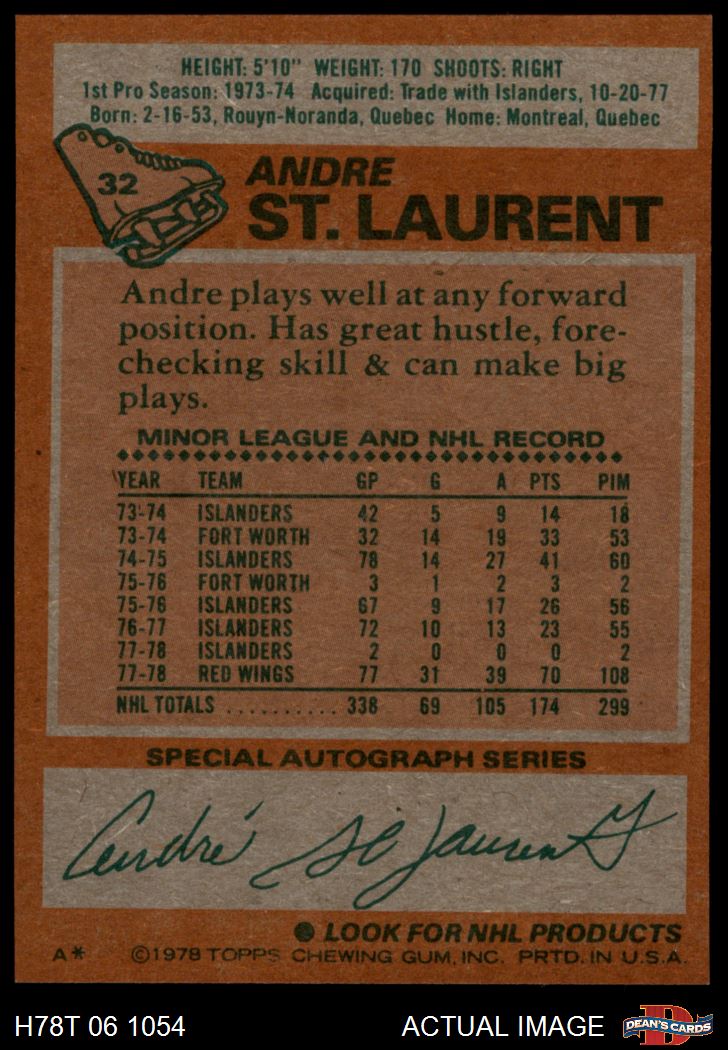 HEIGHT: 5'10" WEIGHT: 170 SHOOTS: RIGHT
1st Pro Season: 1973-74 Acquired: Trade with Islanders, 10-20-77
Born: 2-16-53, Rouyn-Noranda, Quebec Home: Montreal, Quebec
32
ANDRE
ST. LAURENT
Andre plays well at any forward
position. Has great hustle, fore-
checking skill & can make big
plays.
MINOR LEAGUE AND NHL RECORD
YEAR TEAM GP G A PTS PIM
73-74 ISLANDERS 42 5 9 14 18
73-74 FORT WORTH 32 14 19 33 53
74-75 ISLANDERS 78 14 27 41 60
75-76 FORT WORTH 3 1 2 3 2
75-76 ISLANDERS 67 9 17 26 56
76-77 ISLANDERS 72 10 13 23 55
77-78 ISLANDERS 2 0 0 0 2
77-78 RED WINGS 77 31 39 70 108
NHL TOTALS .......... 338 69 105 174 299
SPECIAL AUTOGRAPH SERIES
André St Laurent
● LOOK FOR NHL PRODUCTS
A* ©1978 TOPPS CHEWING GUM, INC. PRTD. IN U.S.A.
H78T 06 1054 ACTUAL IMAGE D DEAN'S CARDS